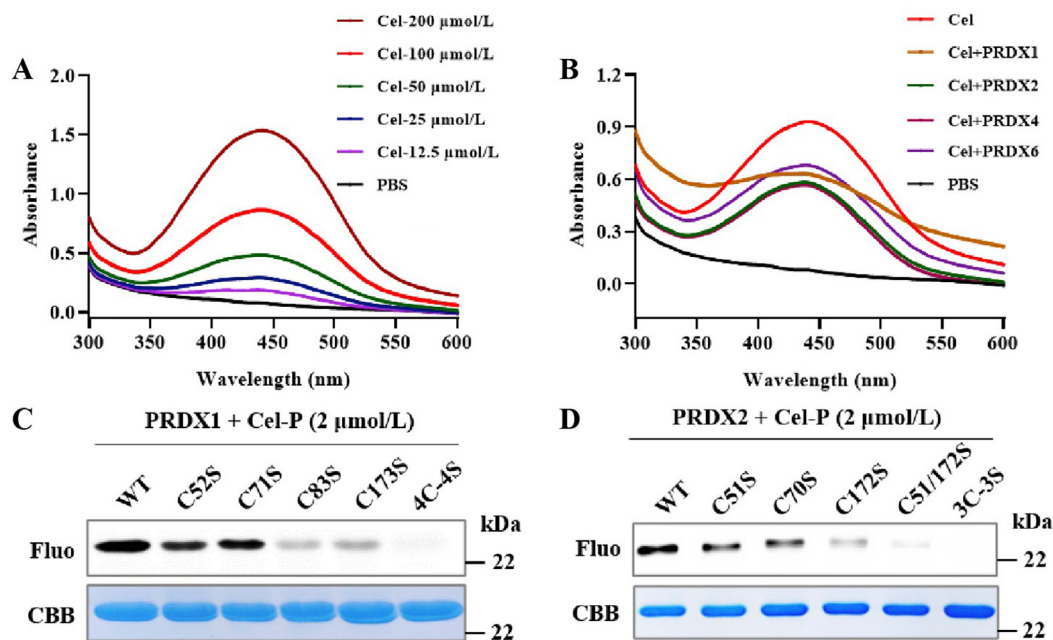 A
Cel-200 μmol/L
Cel-100 μmol/L
Cel-50 μmol/L
Cel-25 μmol/L
Cel-12.5 μmol/L
PBS
Absorbance
2.0
1.5
1.0
0.5
0.0
300 350 400 450 500 550 600
Wavelength (nm)
B
Cel
Cel+PRDX1
Cel+PRDX2
Cel+PRDX4
Cel+PRDX6
PBS
Absorbance
1.2
0.9
0.6
0.3
0.0
300 350 400 450 500 550 600
Wavelength (nm)
C
PRDX1 + Cel-P (2 μmol/L)
WT C52S C71S C83S C173S 4C-4S
kDa
Fluo
22
CBB
22
D
PRDX2 + Cel-P (2 μmol/L)
WT C51S C70S C172S C51/172S 3C-3S
kDa
Fluo
22
CBB
22